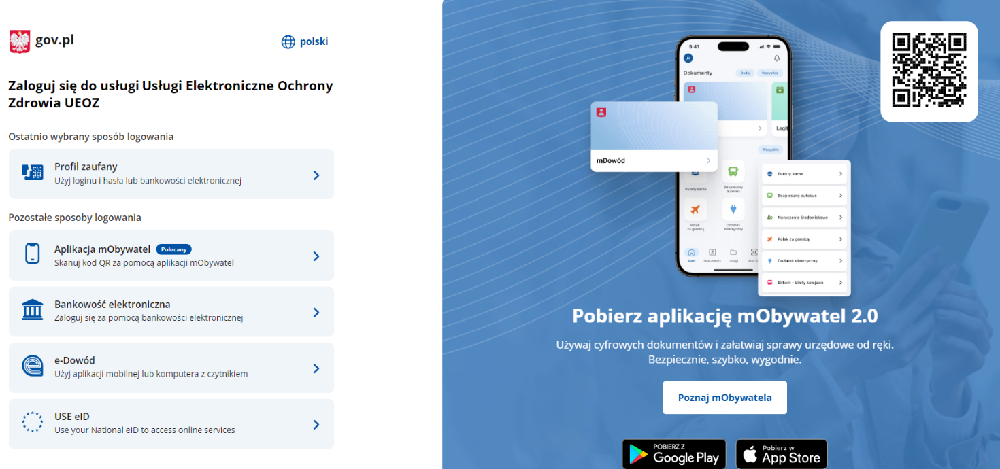 gov.pl
polski
Zaloguj się do usługi Usługi Elektroniczne Ochrony
Zdrowia UEOZ
Ostatnio wybrany sposób logowania
Profil zaufany
Użyj loginu i hasła lub bankowości elektronicznej
Pozostałe sposoby logowania
Aplikacja mObywatel Polecany
Skanuj kod QR za pomocą aplikacji mObywatel
Bankowość elektroniczna
Zaloguj się za pomocą bankowości elektronicznej
e-Dowód
Użyj aplikacji mobilnej lub komputera z czytnikiem
USE eID
Use your National eID to access online services
9:41
Dokumenty Dodaj Wszystkie
mDowód
Legit
Wszystkie
Punkty karne
Bezpieczny
autobus
Polak
za granicą
Dodatek
elektryczny
Start Dokumenty Usługi Kod Q
Punkty karne
Bezpieczny autobus
Naruszenie środowiskowe
Polak za granicą
Dodatek elektryczny
Bilkom - bilety kolejowe
Pobierz aplikację mObywatel 2.0
Używaj cyfrowych dokumentów i załatwiaj sprawy urzędowe od ręki.
Bezpiecznie, szybko, wygodnie.
Poznaj mObywatela
POBIERZ Z
Google Play
Pobierz w
App Store